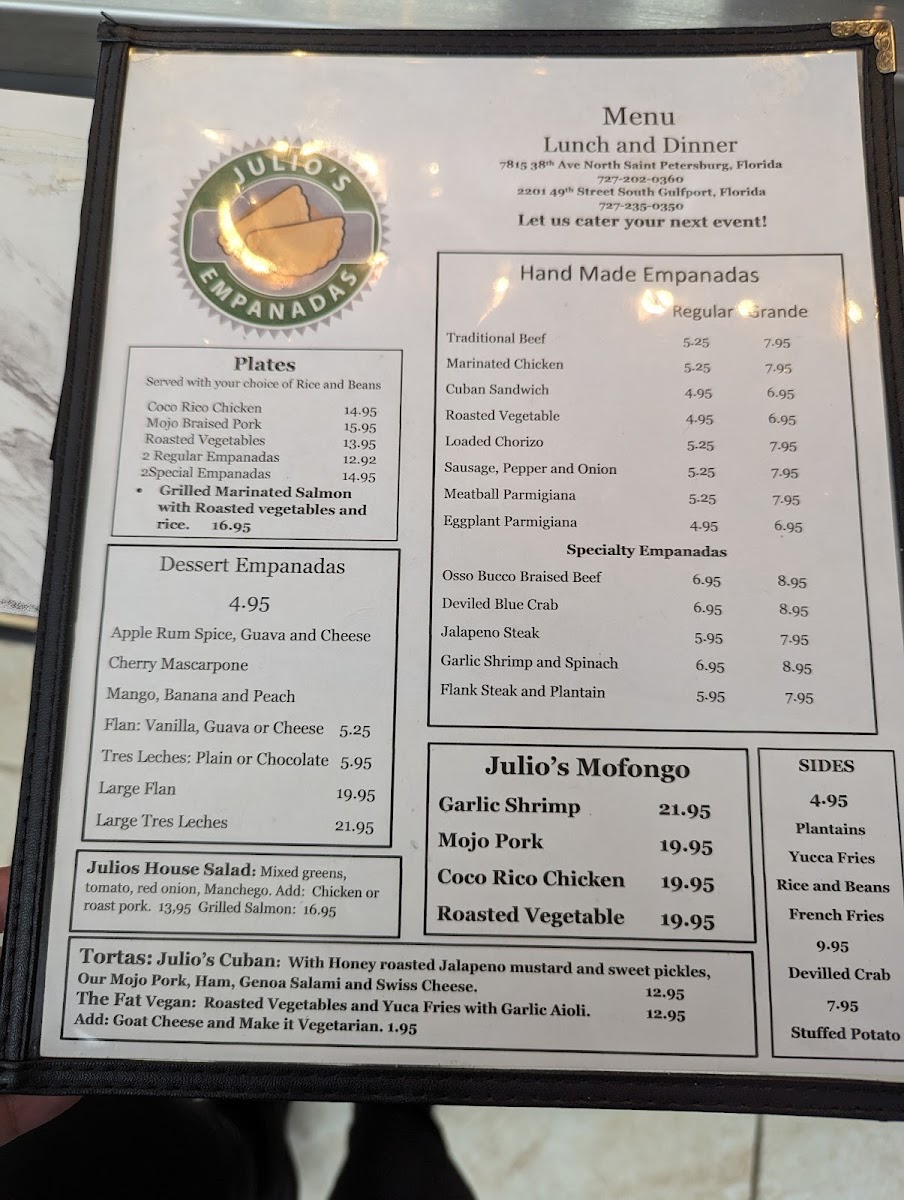 JULIO'S
EMPANADAS
Menu
Lunch and Dinner
7815 38th Ave North Saint Petersburg, Florida
727-202-0360
2201 49th Street South Gulfport, Florida
727-235-0350
Let us cater your next event!
Plates
Served with your choice of Rice and Beans
Coco Rico Chicken 14.95
Mojo Braised Pork 15.95
Roasted Vegetables 13.95
2 Regular Empanadas 12.92
2Special Empanadas 14.95
• Grilled Marinated Salmon
with Roasted vegetables and
rice. 16.95
Dessert Empanadas
4.95
Apple Rum Spice, Guava and Cheese
Cherry Mascarpone
Mango, Banana and Peach
Flan: Vanilla, Guava or Cheese 5.25
Tres Leches: Plain or Chocolate 5.95
Large Flan 19.95
Large Tres Leches 21.95
Julios House Salad: Mixed greens,
tomato, red onion, Manchego. Add: Chicken or
roast pork. 13,95 Grilled Salmon: 16.95
Hand Made Empanadas
Regular Grande
Traditional Beef 5.25 7.95
Marinated Chicken 5.25 7.95
Cuban Sandwich 4.95 6.95
Roasted Vegetable 4.95 6.95
Loaded Chorizo 5.25 7.95
Sausage, Pepper and Onion 5.25 7.95
Meatball Parmigiana 5.25 7.95
Eggplant Parmigiana 4.95 6.95
Specialty Empanadas
Osso Bucco Braised Beef 6.95 8.95
Deviled Blue Crab 6.95 8.95
Jalapeno Steak 5.95 7.95
Garlic Shrimp and Spinach 6.95 8.95
Flank Steak and Plantain 5.95 7.95
Julio's Mofongo
Garlic Shrimp 21.95
Mojo Pork 19.95
Coco Rico Chicken 19.95
Roasted Vegetable 19.95
SIDES
4.95
Plantains
Yucca Fries
Rice and Beans
French Fries
9.95
Devilled Crab
7.95
Stuffed Potato
Tortas: Julio's Cuban: With Honey roasted Jalapeno mustard and sweet pickles,
Our Mojo Pork, Ham, Genoa Salami and Swiss Cheese. 12.95
The Fat Vegan: Roasted Vegetables and Yuca Fries with Garlic Aioli. 12.95
Add: Goat Cheese and Make it Vegetarian. 1.95